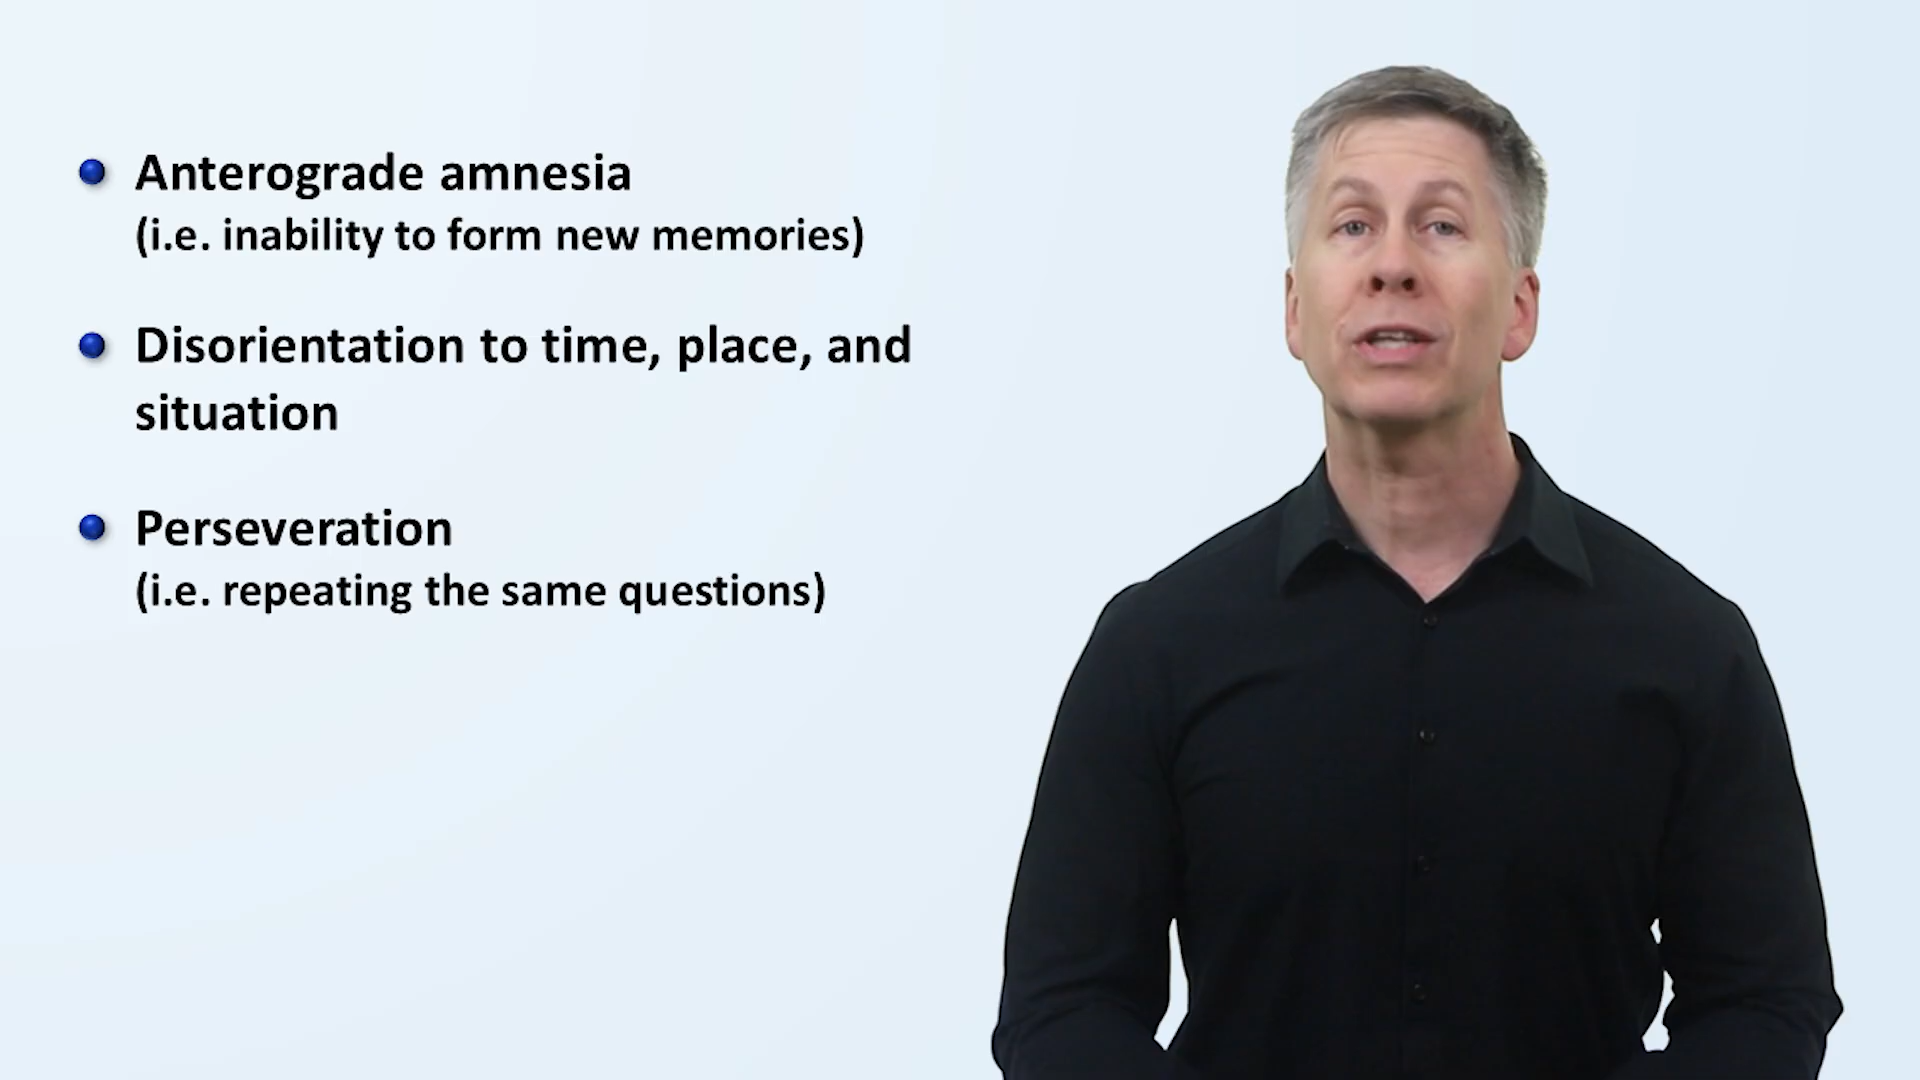 Anterograde amnesia
(i.e. inability to form new memories)
Disorientation to time, place, and
situation
Perseveration
(i.e. repeating the same questions)